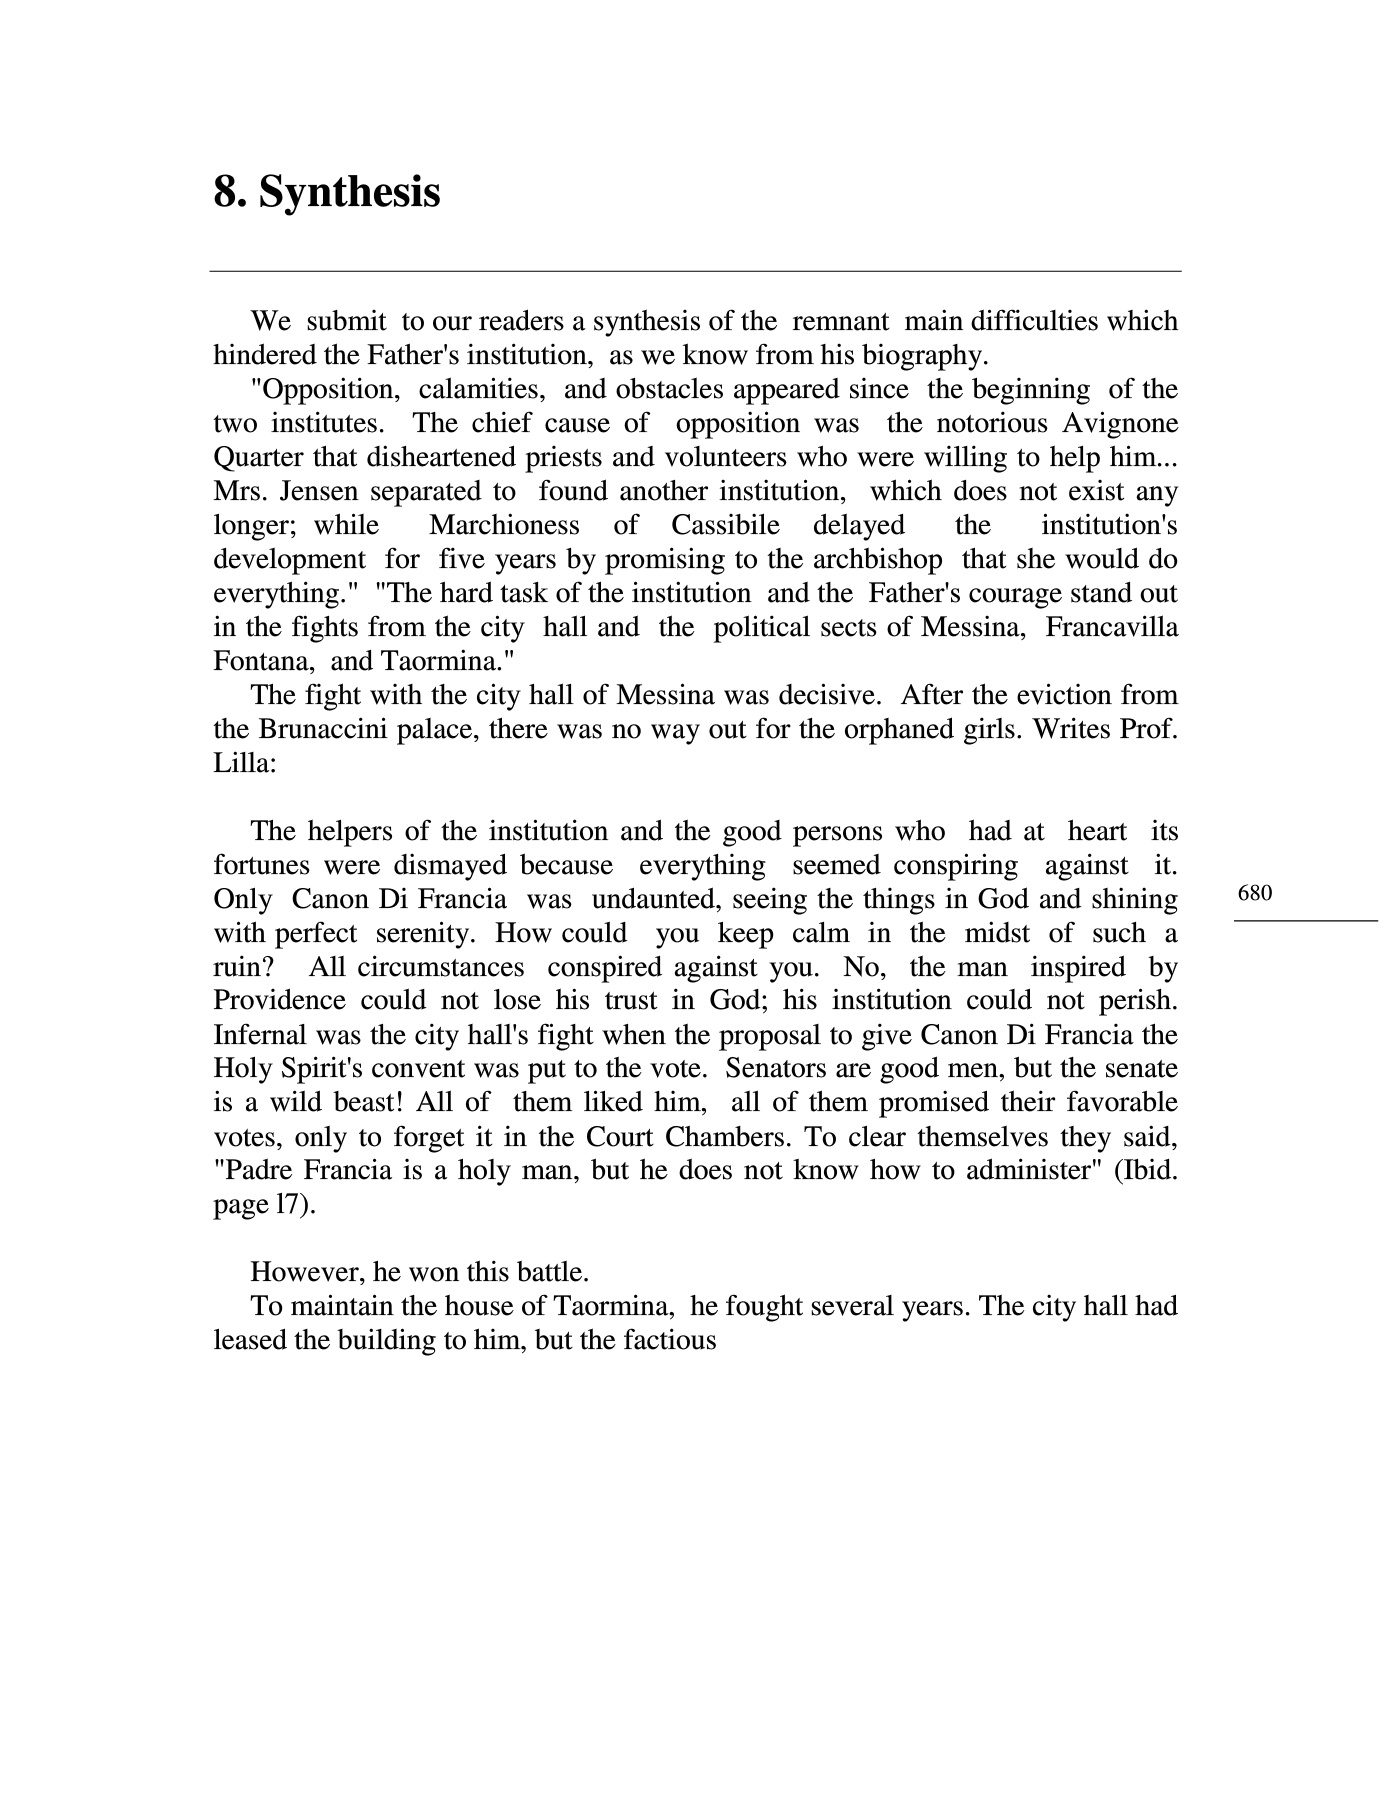 8. Synthesis
We submit to our readers a synthesis of the remnant main difficulties which
hindered the Father's institution, as we know from his biography.
"Opposition, calamities, and obstacles appeared since the beginning of the
two institutes. The chief cause of opposition was the notorious Avignone
Quarter that disheartened priests and volunteers who were willing to help him...
Mrs. Jensen separated to found another institution, which does not exist any
longer; while Marchioness of Cassibile delayed the institution's
development for five years by promising to the archbishop that she would do
everything." "The hard task of the institution and the Father's courage stand out
in the fights from the city hall and the political sects of Messina, Francavilla
Fontana, and Taormina."
The fight with the city hall of Messina was decisive. After the eviction from
the Brunaccini palace, there was no way out for the orphaned girls. Writes Prof.
Lilla:
The helpers of the institution and the good persons who had at heart its
fortunes were dismayed because everything seemed conspiring against it.
Only Canon Di Francia was undaunted, seeing the things in God and shining
with perfect serenity. How could you keep calm in the midst of such a
ruin? All circumstances conspired against you. No, the man inspired by
Providence could not lose his trust in God; his institution could not perish.
Infernal was the city hall's fight when the proposal to give Canon Di Francia the
Holy Spirit's convent was put to the vote. Senators are good men, but the senate
is a wild beast! All of them liked him, all of them promised their favorable
votes, only to forget it in the Court Chambers. To clear themselves they said,
"Padre Francia is a holy man, but he does not know how to administer" (Ibid.
page l7).
However, he won this battle.
To maintain the house of Taormina, he fought several years. The city hall had
leased the building to him, but the factious
680